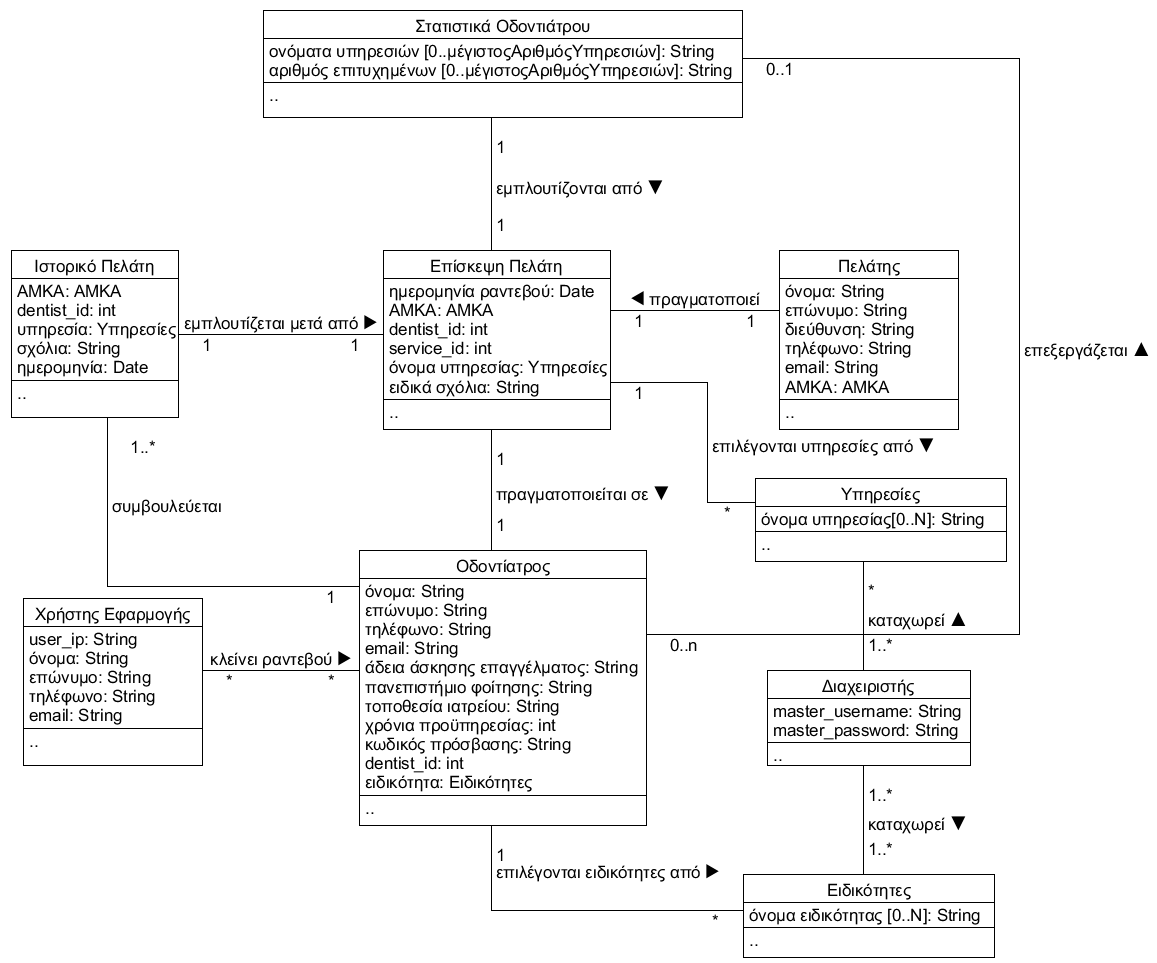 Στατιστικά Οδοντιάτρου
ονόματα υπηρεσιών [0..μέγιστοςΑριθμόςΥπηρεσιών]: String
αριθμός επιτυχημένων [0..μέγιστοςΑριθμόςΥπηρεσιών]: String
..
0..1
1
εμπλουτίζονται από ▼
1
Ιστορικό Πελάτη
ΑΜΚΑ: ΑΜΚΑ
dentist_id: int
υπηρεσία: Υπηρεσίες
σχόλια: String
ημερομηνία: Date
..
εμπλουτίζεται μετά από ▶
1
1
Επίσκεψη Πελάτη
ημερομηνία ραντεβού: Date
ΑΜΚΑ: ΑΜΚΑ
dentist_id: int
service_id: int
όνομα υπηρεσίας: Υπηρεσίες
ειδικά σχόλια: String
..
◀ πραγματοποιεί
1
1
Πελάτης
όνομα: String
επώνυμο: String
διεύθυνση: String
τηλέφωνο: String
email: String
ΑΜΚΑ: ΑΜΚΑ
..
επεξεργάζεται ▲
1
επιλέγονται υπηρεσίες από ▼
*
1..*
συμβουλεύεται
1
1
πραγματοποιείται σε ▼
1
Υπηρεσίες
όνομα υπηρεσίας[0..N]: String
..
Οδοντίατρος
όνομα: String
επώνυμο: String
τηλέφωνο: String
email: String
άδεια άσκησης επαγγέλματος: String
πανεπιστήμιο φοίτησης: String
τοποθεσία ιατρείου: String
χρόνια προϋπηρεσίας: int
κωδικός πρόσβασης: String
dentist_id: int
ειδικότητα: Ειδικότητες
..
0..n
Χρήστης Εφαρμογής
user_ip: String
όνομα: String
επώνυμο: String
τηλέφωνο: String
email: String
..
κλείνει ραντεβού ▶
*
*
*
καταχωρεί ▲
1..*
Διαχειριστής
master_username: String
master_password: String
..
1..*
καταχωρεί ▼
1..*
1
επιλέγονται ειδικότητες από ▶
*
Ειδικότητες
όνομα ειδικότητας [0..N]: String
..